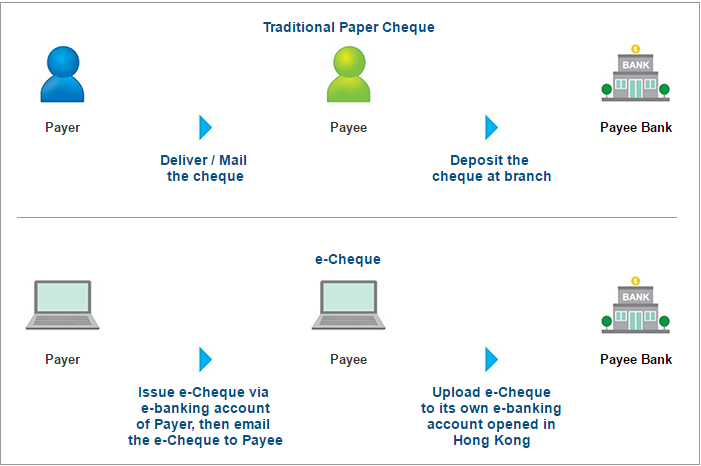 Traditional Paper Cheque
BANK
Payer
Payee
Payee Bank
Deliver / Mail
the cheque
Deposit the
cheque at branch
e-Cheque
BANK
Payer
Payee
Payee Bank
Issue e-Cheque via
e-banking account
of Payer, then email
the e-Cheque to Payee
Upload e-Cheque
to its own e-banking
account opened in
Hong Kong